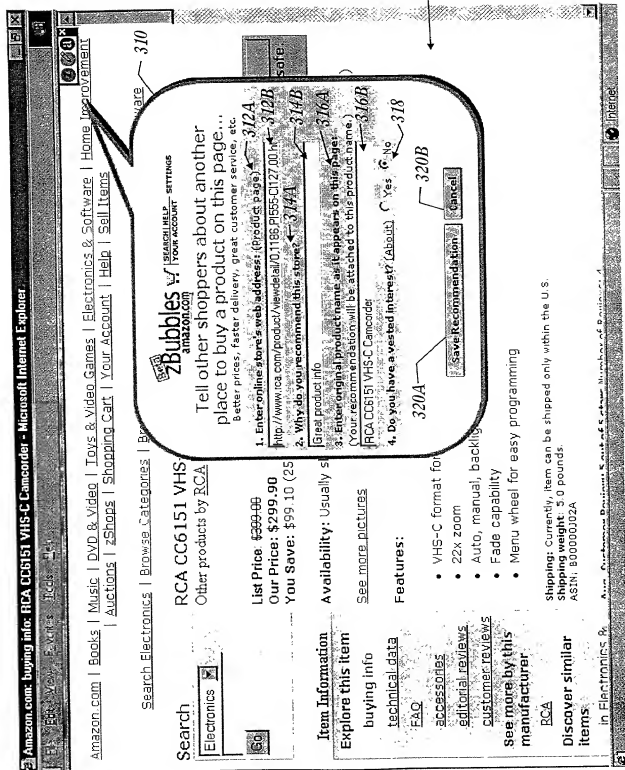 Amazon.com: buying info: RCA CC6151 VHS-C Camcorder - Microsoft Internet Explorer
File Edit View Favorites Tools Help
Amazon.com | Books | Music | DVD & Video | Toys & Video Games | Electronics & Software | Home Improvement
| Auctions | zShops | Shopping Cart | Your Account | Help | Sell Items
Search Electronics | Browse Categories |
310
Search
Electronics
Go
Item Information
Explore this item
buying info
technical data
FAQ
accessories
editorial reviews
customer reviews
See more by this
manufacturer
RCA
Discover similar
items
in Electronics &
RCA CC6151 VHS
Other products by RCA
List Price: $399.00
Our Price: $299.90
You Save: $99.10 (25
Availability: Usually
See more pictures
Features:
• VHS-C format
• 22x zoom
• Auto, manual,
• Fade capability
• Menu wheel for easy programming
Shipping: Currently, item can be shipped only within the U.S.
Shipping weight: 5.0 pounds.
ASIN: B00000J02A
Beta
zBubbles
amazon.com
SEARCH HELP
YOUR ACCOUNT SETTINGS
Tell other shoppers about another
place to buy a product on this page...
Better prices, faster delivery, great customer service, etc.
1. Enter online store's web address: (Product page) 312A
http://www.rca.com/product/viewdetail/0,1186,PI555-CI127,00.h 312B
2. Why do you recommend this store? 314A
Great product info 314B
3. Enter original product name as it appears on this page: 316A
(Your recommendation will be attached to this product name.)
RCA CC6151 VHS-C Camcorder 316B
4. Do you have a vested interest? (About) Yes No 318
Save Recommendation Cancel
320A 320B
Internet